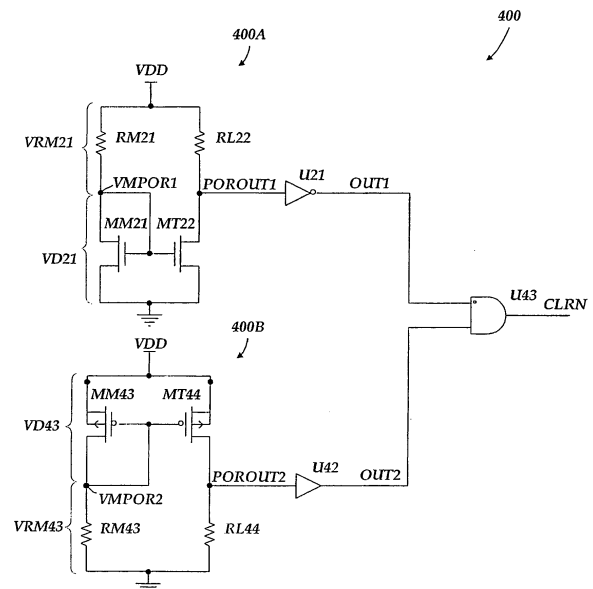 400
400A
VDD
VRM21
RM21
RL22
VMPOR1
POROUT1
U21
OUT1
MM21
MT22
VD21
U43
CLRN
400B
VDD
MM43
MT44
VD43
VMPOR2
POROUT2
U42
OUT2
VRM43
RM43
RL44